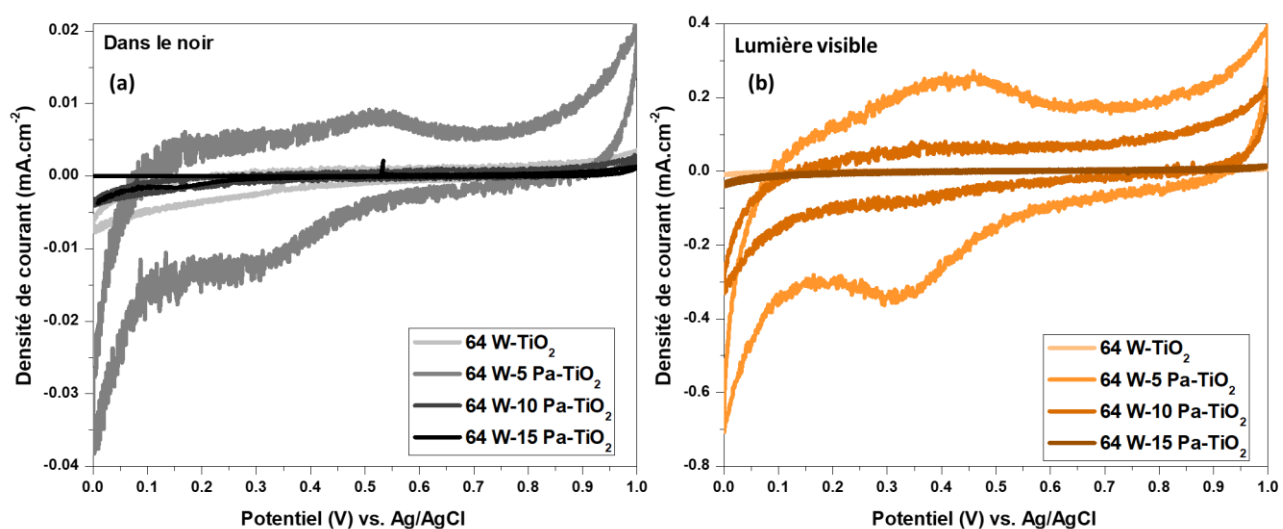 Dans le noir
(a)
0.02
0.01
0.00
-0.01
-0.02
-0.03
-0.04
Densité de courant (mA.cm-2)
64 W-TiO2
64 W-5 Pa-TiO2
64 W-10 Pa-TiO2
64 W-15 Pa-TiO2
0.0 0.1 0.2 0.3 0.4 0.5 0.6 0.7 0.8 0.9 1.0
Potentiel (V) vs. Ag/AgCl
Lumière visible
(b)
0.4
0.2
0.0
-0.2
-0.4
-0.6
-0.8
Densité de courant (mA.cm-2)
64 W-TiO2
64 W-5 Pa-TiO2
64 W-10 Pa-TiO2
64 W-15 Pa-TiO2
0.0 0.1 0.2 0.3 0.4 0.5 0.6 0.7 0.8 0.9 1.0
Potentiel (V) vs. Ag/AgCl